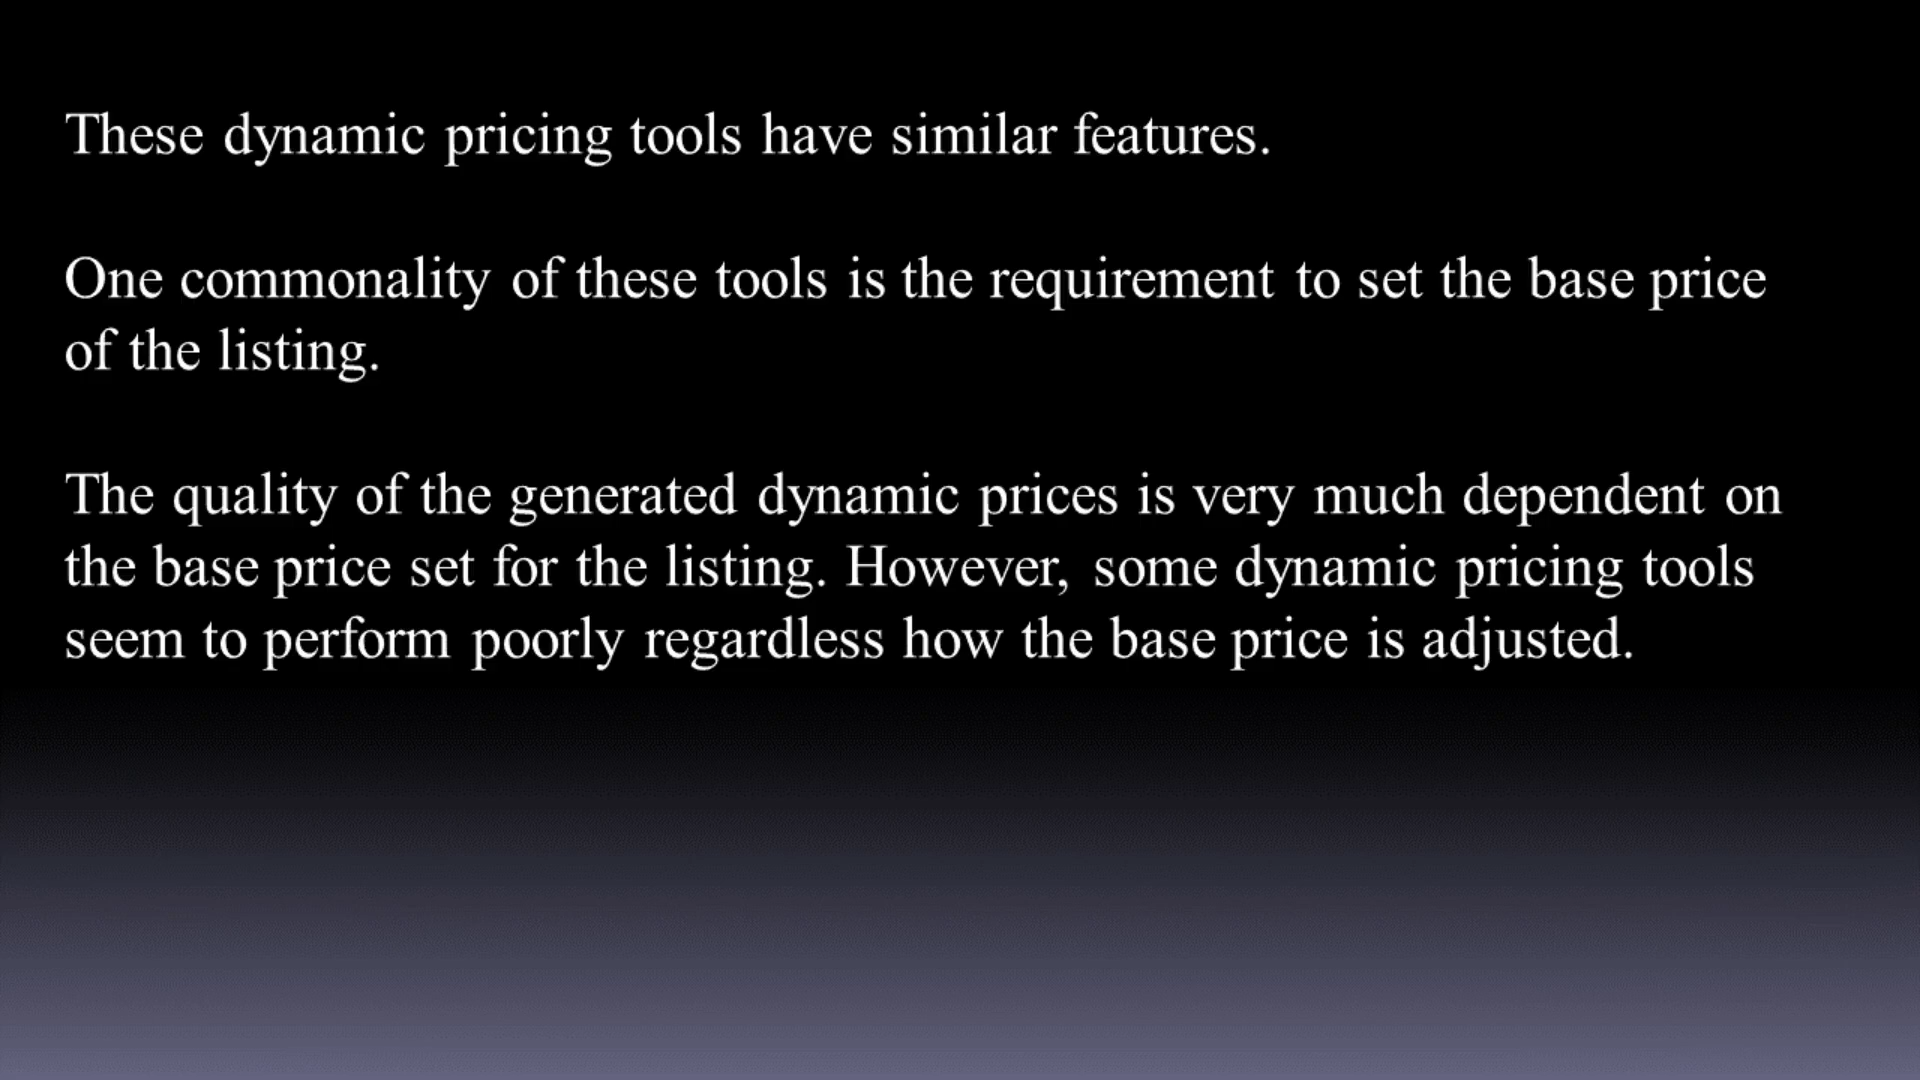 These dynamic pricing tools have similar features.
One commonality of these tools is the requirement to set the base price
of the listing.
The quality of the generated dynamic prices is very much dependent on
the base price set for the listing. However, some dynamic pricing tools
seem to perform poorly regardless how the base price is adjusted.